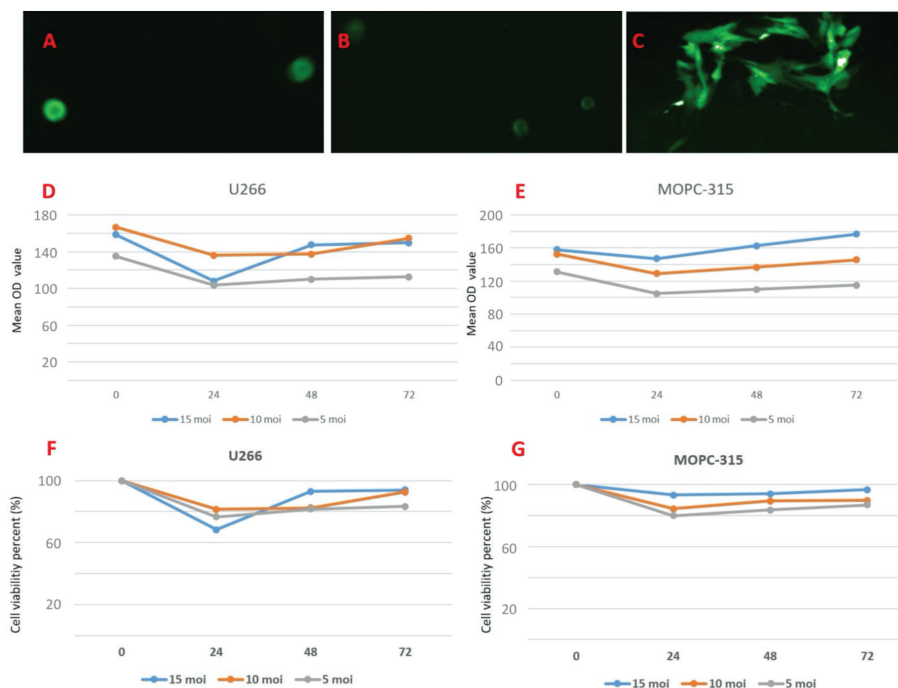 A
B
C
D
U266
180
140
100
60
20
Mean OD value
0 24 48 72
15 moi 10 moi 5 moi
E
MOPC-315
200
160
120
80
40
0
Mean OD value
0 24 48 72
15 moi 10 moi 5 moi
F
U266
100
60
20
Cell viabilitiy percent (%)
0 24 48 72
15 moi 10 moi 5 moi
G
MOPC-315
100
60
20
Cell viabilitiy percent (%)
0 24 48 72
15 moi 10 moi 5 moi